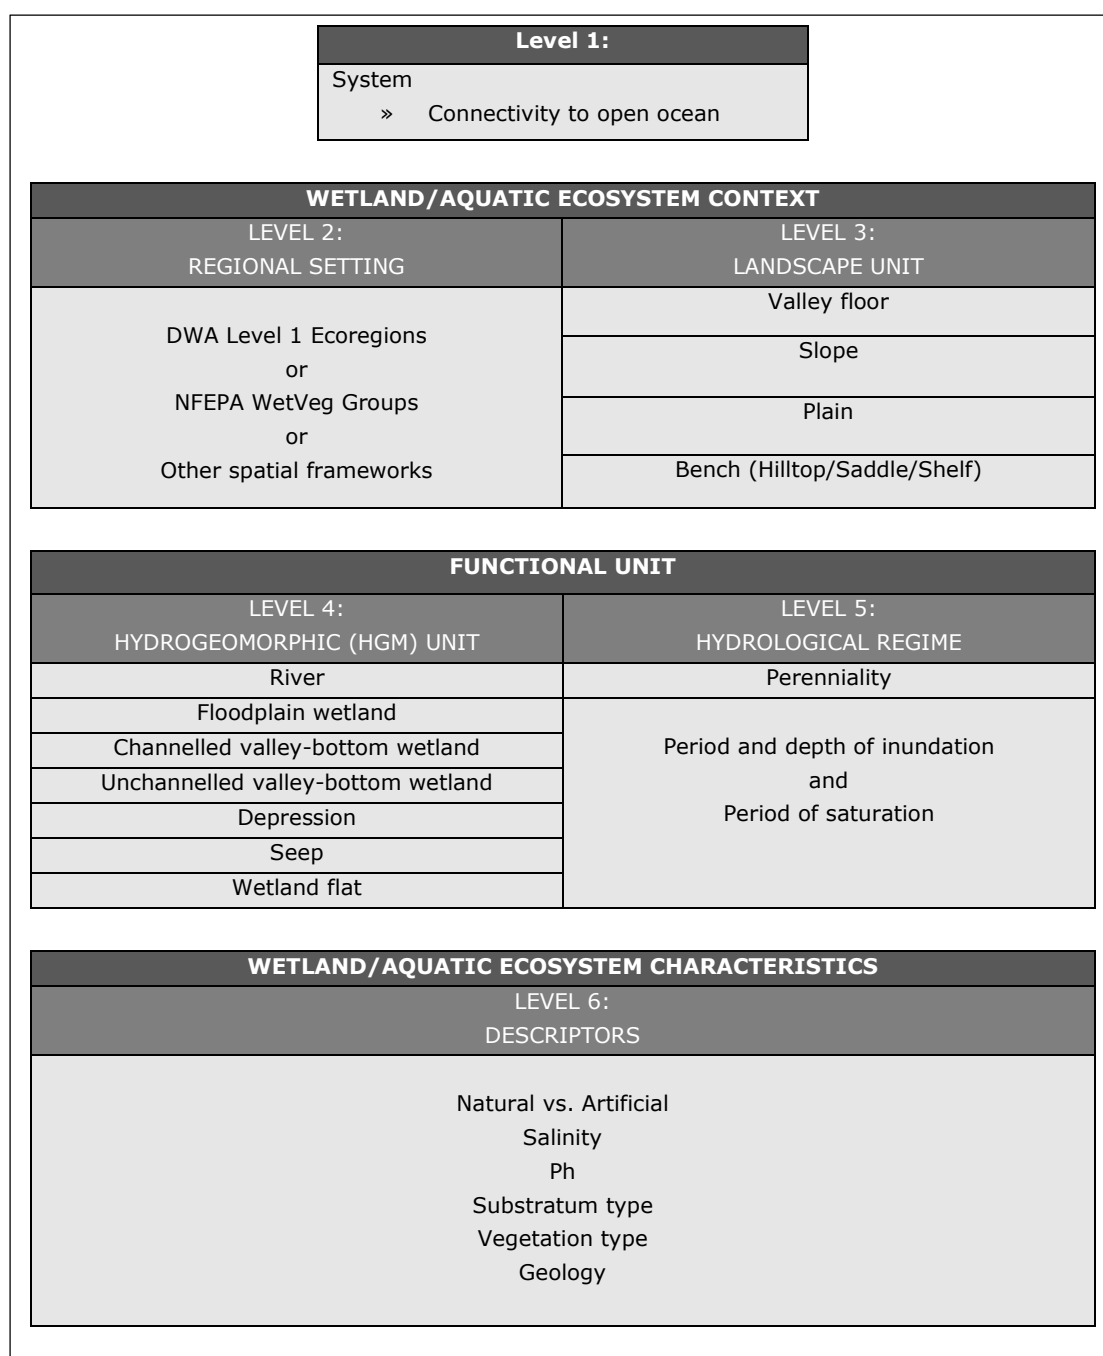 Level 1:
System
» Connectivity to open ocean
WETLAND/AQUATIC ECOSYSTEM CONTEXT
LEVEL 2:
REGIONAL SETTING
LEVEL 3:
LANDSCAPE UNIT
DWA Level 1 Ecoregions
or
NFEPA WetVeg Groups
or
Other spatial frameworks
Valley floor
Slope
Plain
Bench (Hilltop/Saddle/Shelf)
FUNCTIONAL UNIT
LEVEL 4:
HYDROGEOMORPHIC (HGM) UNIT
LEVEL 5:
HYDROLOGICAL REGIME
River
Perenniality
Floodplain wetland
Channelled valley-bottom wetland
Unchannelled valley-bottom wetland
Depression
Seep
Wetland flat
Period and depth of inundation
and
Period of saturation
WETLAND/AQUATIC ECOSYSTEM CHARACTERISTICS
LEVEL 6:
DESCRIPTORS
Natural vs. Artificial
Salinity
Ph
Substratum type
Vegetation type
Geology